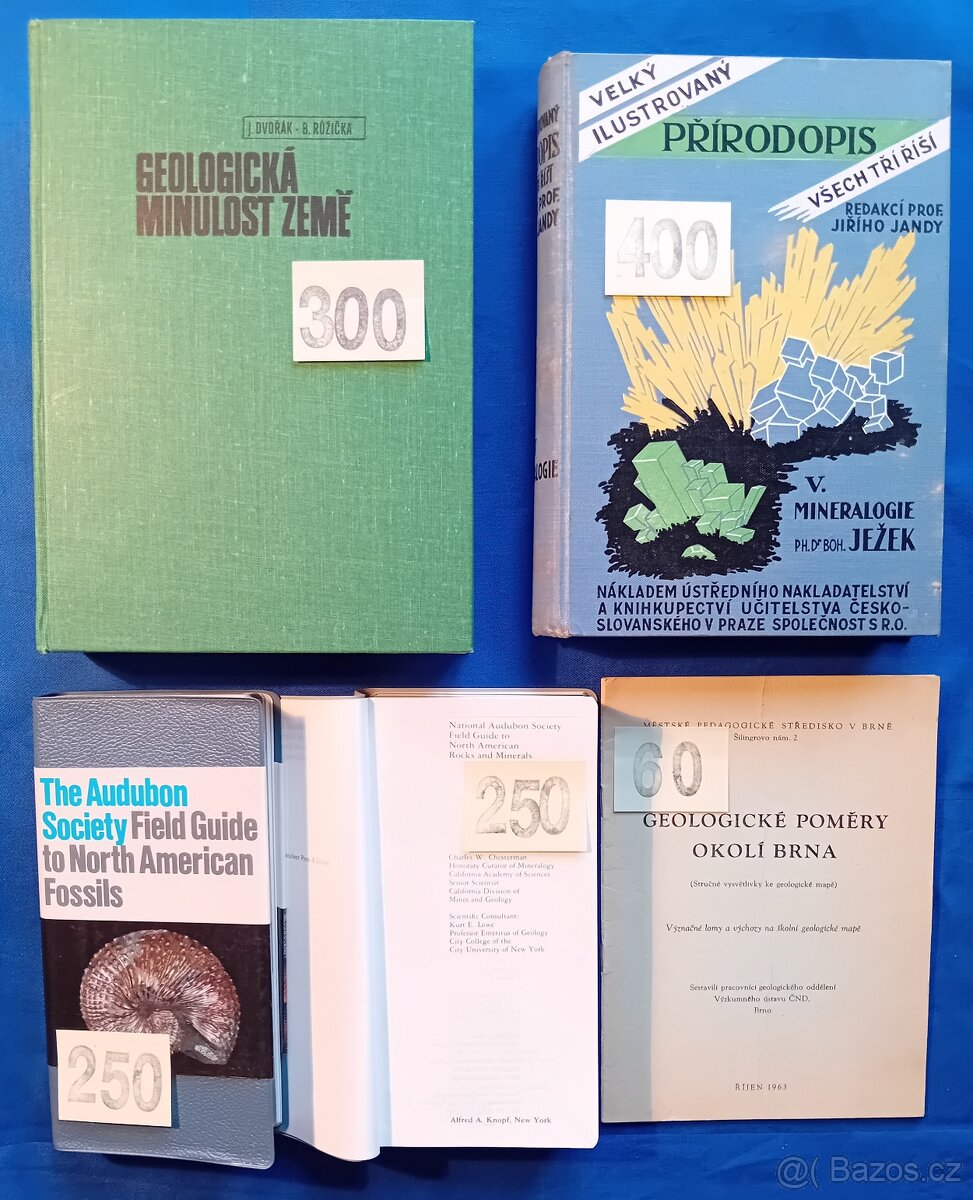 J. DVOŘÁK - B. RŮŽIČKA
GEOLOGICKÁ
MINULOST ZEMĚ
300
VELKÝ
ILUSTROVANÝ
PŘÍRODOPIS
VŠECH TŘÍ ŘÍŠÍ
REDAKCÍ PROF.
JIŘÍHO JANDY
400
V.
MINERALOGIE
PH.Dr BOH. JEŽEK
NÁKLADEM ÚSTŘEDNÍHO NAKLADATELSTVÍ
A KNIHKUPECTVÍ UČITELSTVA ČESKO-
SLOVANSKÉHO V PRAZE SPOLEČNOST S R.O.
PROF.
JANDY
The Audubon
Society Field Guide
to North American
Fossils
250
National Audubon Society
Field Guide to
North American
Rocks and Minerals
250
Charles W. Chesterman
Honorary Curator of Mineralogy
California Academy of Sciences
Senior Scientist
California Division of
Mines and Geology
Scientific Consultant:
Kurt E. Lowe
Professor Emeritus of Geology
City College of the
City University of New York
Alfred A. Knopf, New York
MĚSTSKÉ PEDAGOGICKÉ STŘEDISKO V BRNĚ
Šilingrovo nám. 2
60
GEOLOGICKÉ POMĚRY
OKOLÍ BRNA
(Stručné vysvětlivky ke geologické mapě)
Význačné lomy a výchozy na školní geologické mapě
Sestavili pracovníci geologického oddělení
Výzkumného ústavu ČND,
Brno
ŘÍJEN 1963
@( Bazos.cz